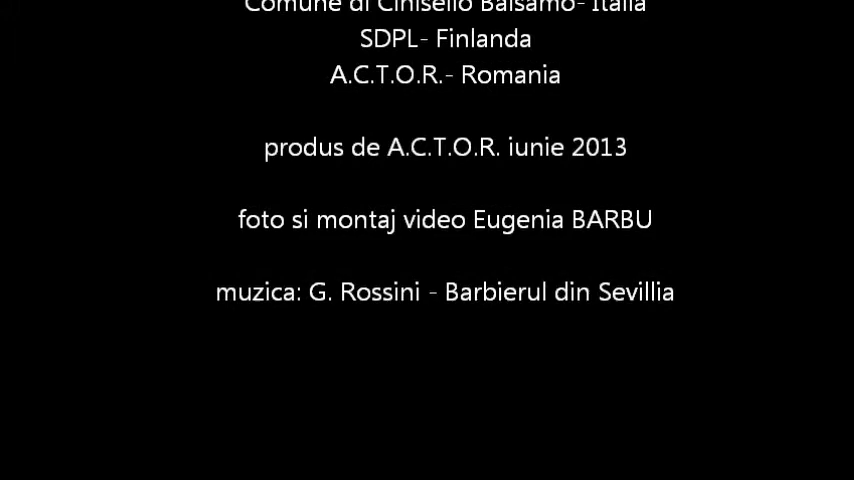 Comune di Cinisello Balsamo- Italia
SDPL- Finlanda
A.C.T.O.R.- Romania
produs de A.C.T.O.R. iunie 2013
foto si montaj video Eugenia BARBU
muzica: G. Rossini - Barbierul din Sevillia